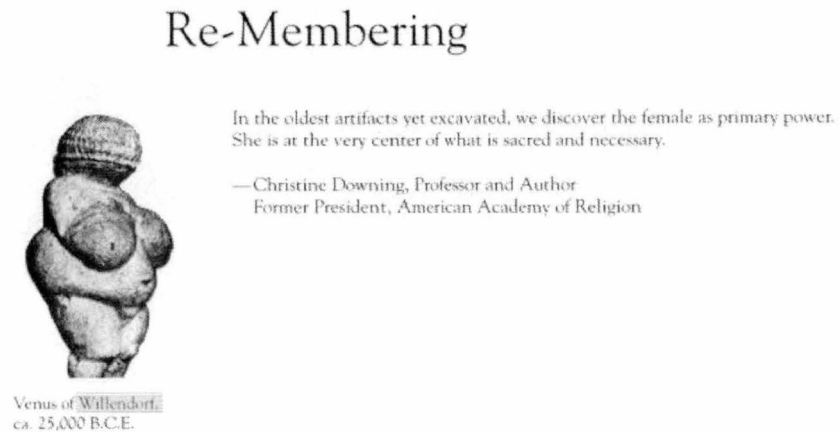 Re-Membering
In the oldest artifacts yet excavated, we discover the female as primary power.
She is at the very center of what is sacred and necessary.
—Christine Downing, Professor and Author
Former President, American Academy of Religion
Venus of Willendorf,
ca. 25,000 B.C.E.